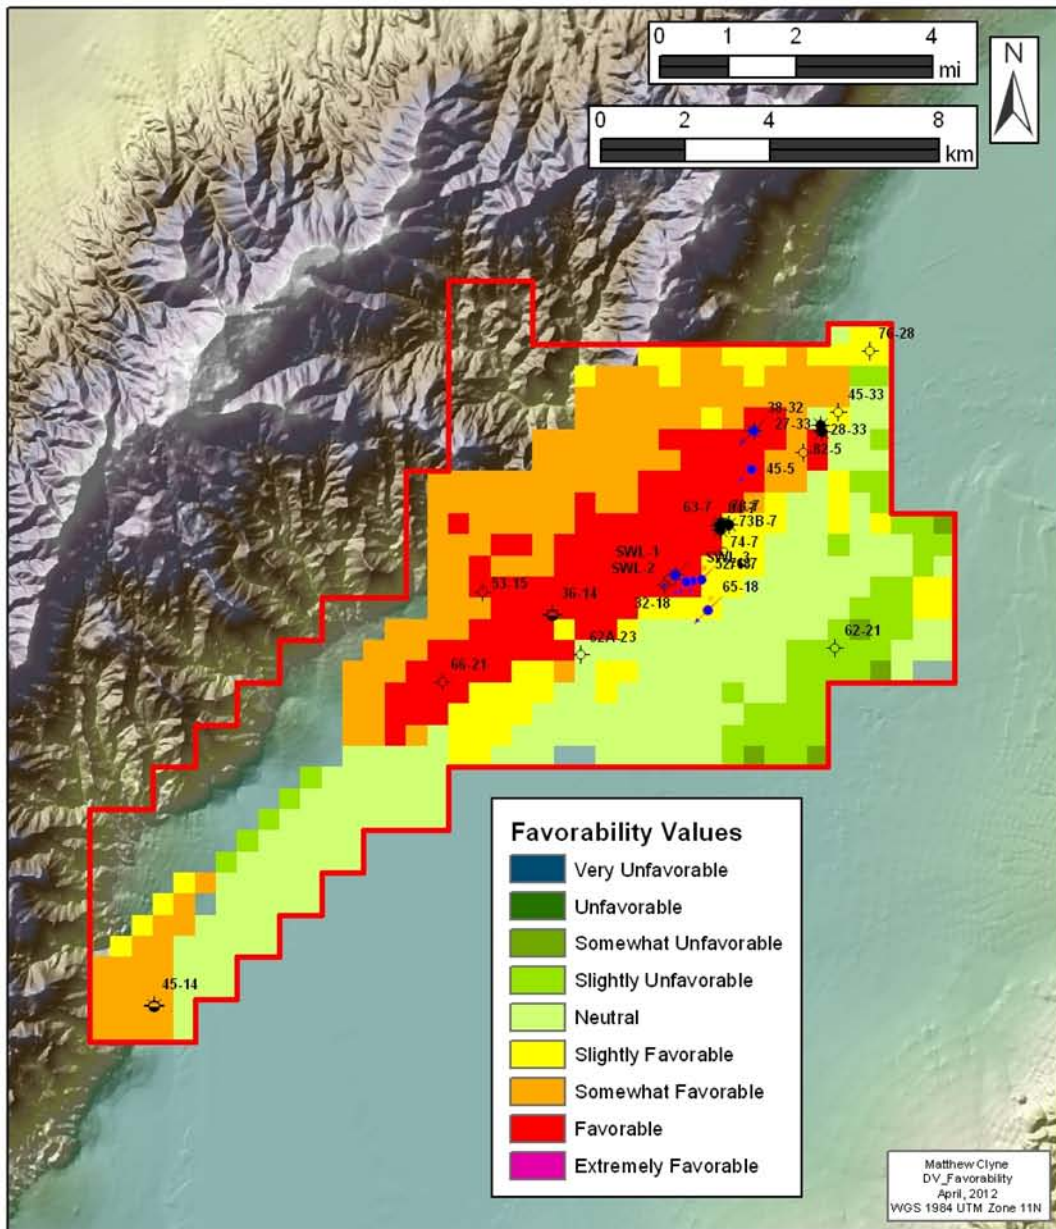 0 1 2 4
mi
N
0 2 4 8
km
76-28
45-33
38-32
27-33
28-33
82-5
45-5
63-7
73B-7
74-7
SWL-1
SWL-3
SWL-2
65-18
53-15
36-14
32-18
62A-23
62-21
66-21
45-14
Favorability Values
Very Unfavorable
Unfavorable
Somewhat Unfavorable
Slightly Unfavorable
Neutral
Slightly Favorable
Somewhat Favorable
Favorable
Extremely Favorable
Matthew Clyne
DV_Favorability
April, 2012
WGS 1984 UTM Zone 11N